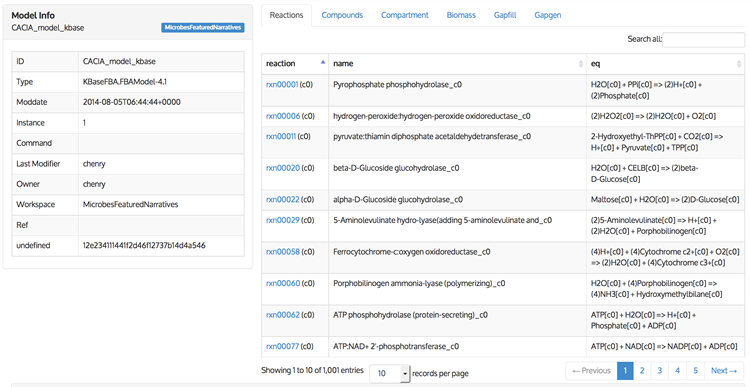 Model Info
CACIA_model_kbase
MicrobesFeaturedNarratives
ID CACIA_model_kbase
Type KBaseFBA.FBAModel-4.1
Moddate 2014-08-05T06:44:44+0000
Instance 1
Command
Last Modifier chenry
Owner chenry
Workspace MicrobesFeaturedNarratives
Ref
undefined 12e234111441f2d46f12737b14d4a546
Reactions Compounds Compartment Biomass Gapfill Gapgen
Search all:
reaction name eq
rxn00001 (c0) Pyrophosphate phosphohydrolase_c0 H2O[c0] + PPi[c0] => (2)H+[c0] +
(2)Phosphate[c0]
rxn00006 (c0) hydrogen-peroxide:hydrogen-peroxide oxidoreductase_c0 (2)H2O2[c0] => (2)H2O[c0] + O2[c0]
rxn00011 (c0) pyruvate:thiamin diphosphate acetaldehydetransferase_c0 2-Hydroxyethyl-ThPP[c0] + CO2[c0] =>
H+[c0] + Pyruvate[c0] + TPP[c0]
rxn00020 (c0) beta-D-Glucoside glucohydrolase_c0 H2O[c0] + CELB[c0] => (2)beta-
D-Glucose[c0]
rxn00022 (c0) alpha-D-Glucoside glucohydrolase_c0 Maltose[c0] + H2O[c0] => (2)D-Glucose[c0]
rxn00029 (c0) 5-Aminolevulinate hydro-lyase(adding 5-aminolevulinate and_c0 (2)5-Aminolevulinate[c0] => H+[c0] +
(2)H2O[c0] + Porphobilinogen[c0]
rxn00058 (c0) Ferrocytochrome-c:oxygen oxidoreductase_c0 (4)H+[c0] + (4)Cytochrome c2+[c0] + O2[c0]
=> (2)H2O[c0] + (4)Cytochrome c3+[c0]
rxn00060 (c0) Porphobilinogen ammonia-lyase (polymerizing)_c0 H2O[c0] + (4)Porphobilinogen[c0] =>
(4)NH3[c0] + Hydroxymethylbilane[c0]
rxn00062 (c0) ATP phosphohydrolase (protein-secreting)_c0 ATP[c0] + H2O[c0] => H+[c0] +
Phosphate[c0] + ADP[c0]
rxn00077 (c0) ATP:NAD+ 2'-phosphotransferase_c0 ATP[c0] + NAD[c0] => NADP[c0] + ADP[c0]
Showing 1 to 10 of 1,001 entries 10 records per page ← Previous 1 2 3 4 5 Next →